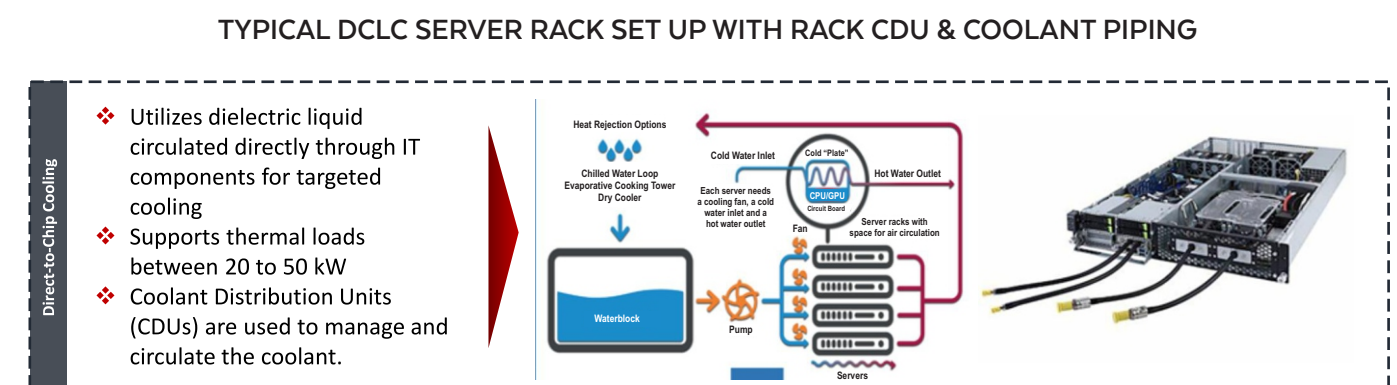 TYPICAL DCLC SERVER RACK SET UP WITH RACK CDU & COOLANT PIPING
Direct-to-Chip Cooling
❖ Utilizes dielectric liquid
circulated directly through IT
components for targeted
cooling
❖ Supports thermal loads
between 20 to 50 kW
❖ Coolant Distribution Units
(CDUs) are used to manage and
circulate the coolant.
Heat Rejection Options
Chilled Water Loop
Evaporative Cooking Tower
Dry Cooler
Waterblock
Pump
Cold Water Inlet
Each server needs
a cooling fan, a cold
water inlet and a
hot water outlet
Fan
Cold "Plate"
CPU/GPU
Circuit Board
Hot Water Outlet
Server racks with
space for air circulation
Servers